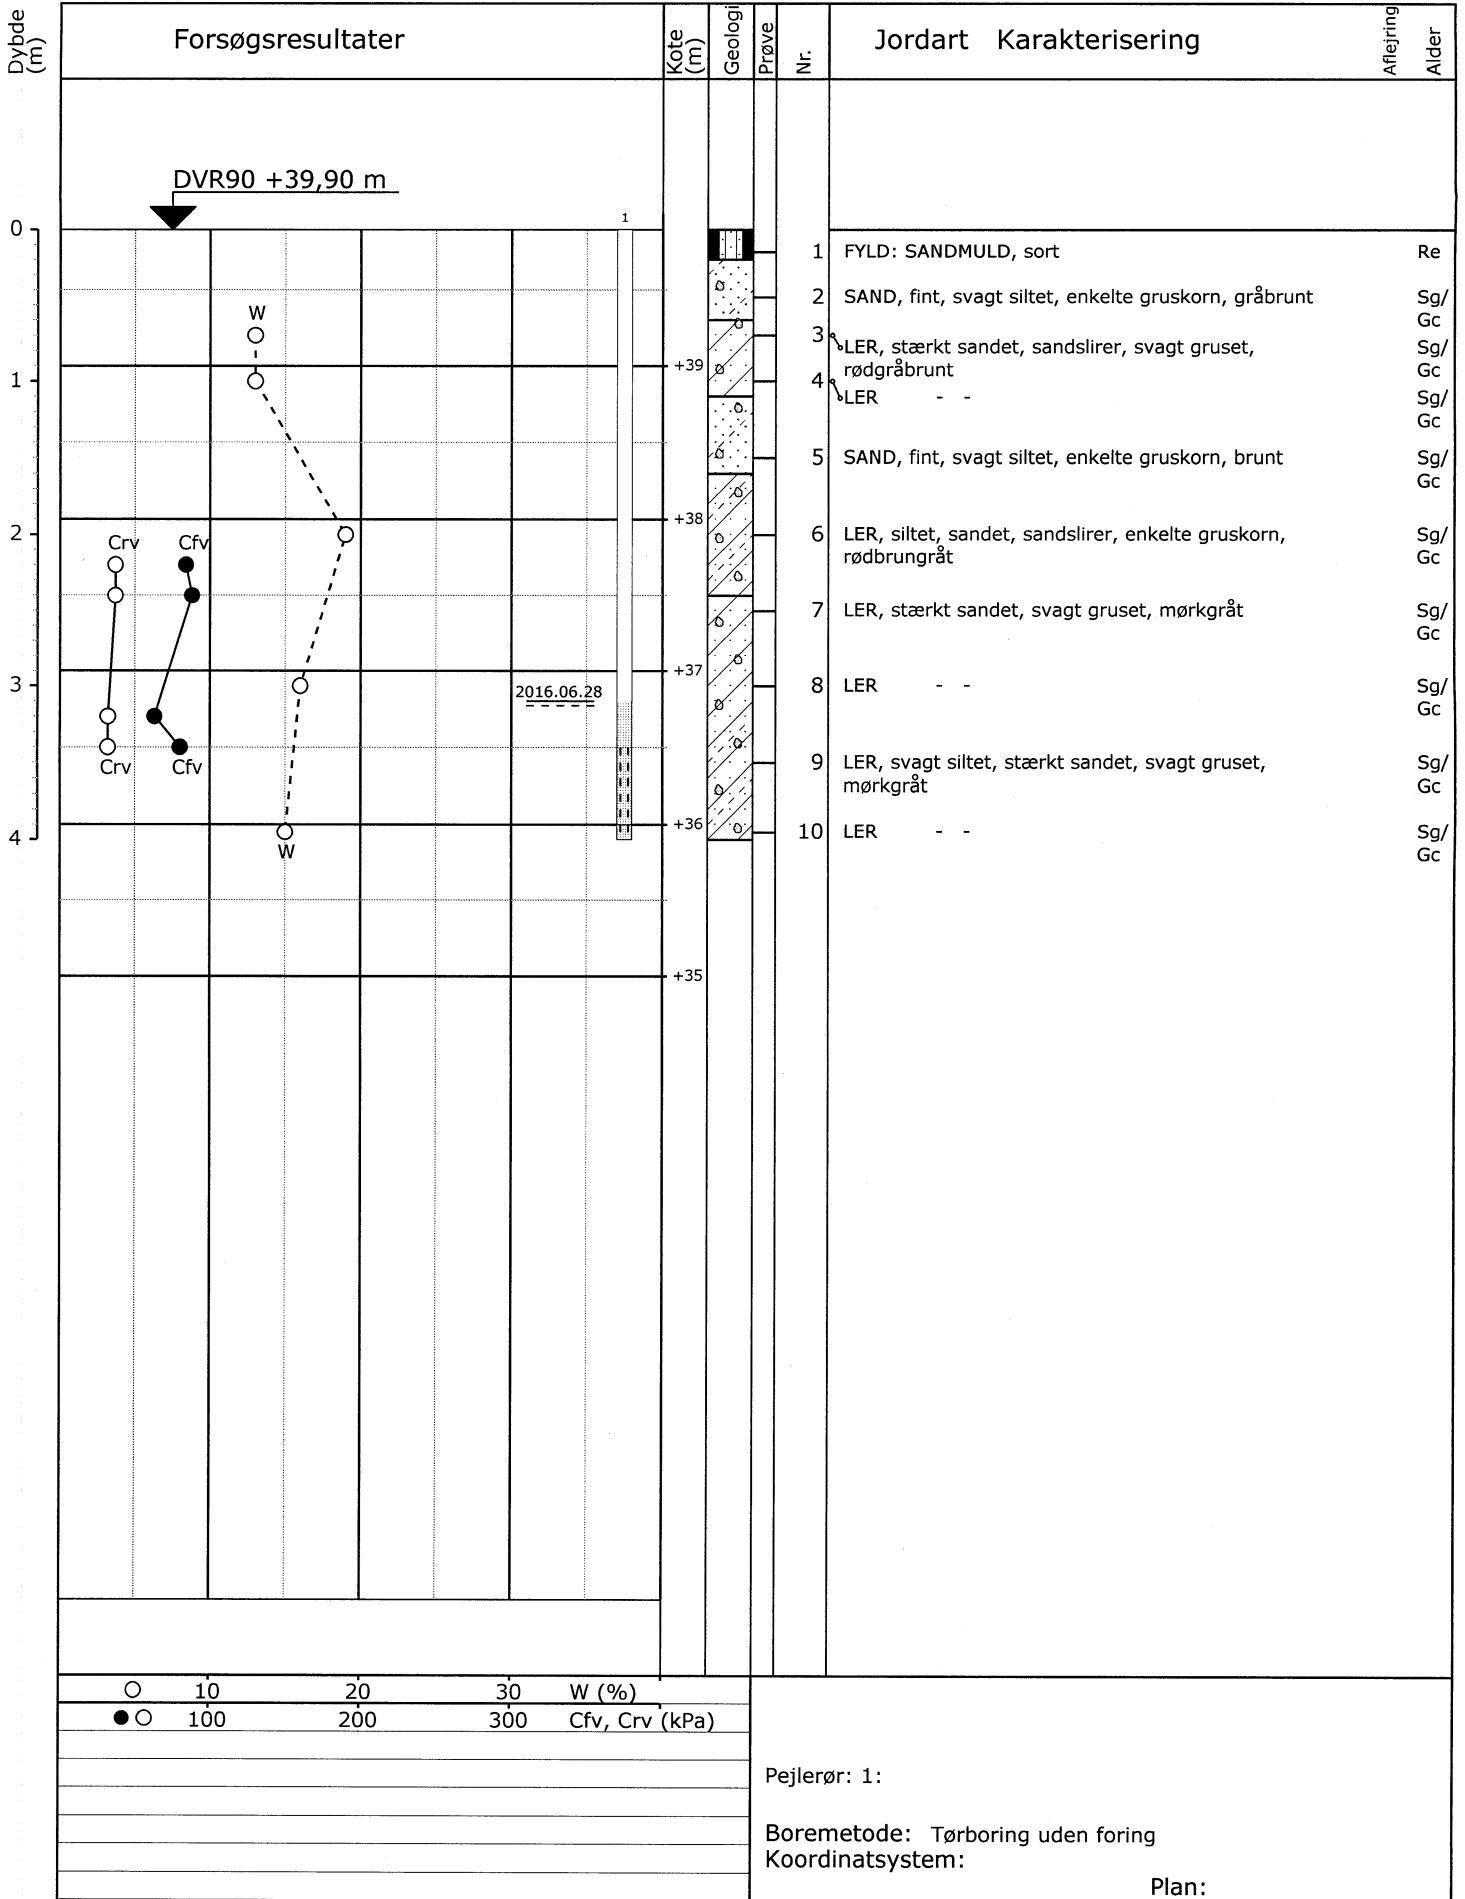 Dybde (m)
Forsøgsresultater
Kote (m)
Geologi
Prøve
Nr.
Jordart Karakterisering
Aflejring
Alder
DVR90 +39,90 m
1
0
1 FYLD: SANDMULD, sort Re
2 SAND, fint, svagt siltet, enkelte gruskorn, gråbrunt Sg/
Gc
W
3 LER, stærkt sandet, sandslirer, svagt gruset, Sg/
rødgråbrunt Gc
+39
1
4 LER - - Sg/
Gc
5 SAND, fint, svagt siltet, enkelte gruskorn, brunt Sg/
Gc
+38
2
6 LER, siltet, sandet, sandslirer, enkelte gruskorn, Sg/
rødbrungråt Gc
Crv Cfv
7 LER, stærkt sandet, svagt gruset, mørkgråt Sg/
Gc
+37
3
2016.06.28
8 LER - - Sg/
Gc
Crv Cfv
9 LER, svagt siltet, stærkt sandet, svagt gruset, Sg/
mørkgråt Gc
+36
4
10 LER - - Sg/
Gc
W
+35
10 20 30 W (%)
100 200 300 Cfv, Crv (kPa)
Pejlerør: 1:
Boremetode: Tørboring uden foring
Koordinatsystem:
Plan: